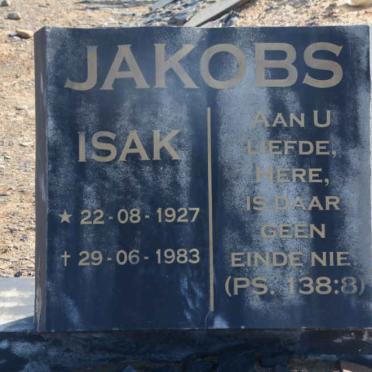 JAKOBS
ISAK
★ 22-08-1927
† 29-06-1983
AAN U
LIEFDE,
HERE,
IS DAAR
GEEN
EINDE NIE
(PS. 138:8)